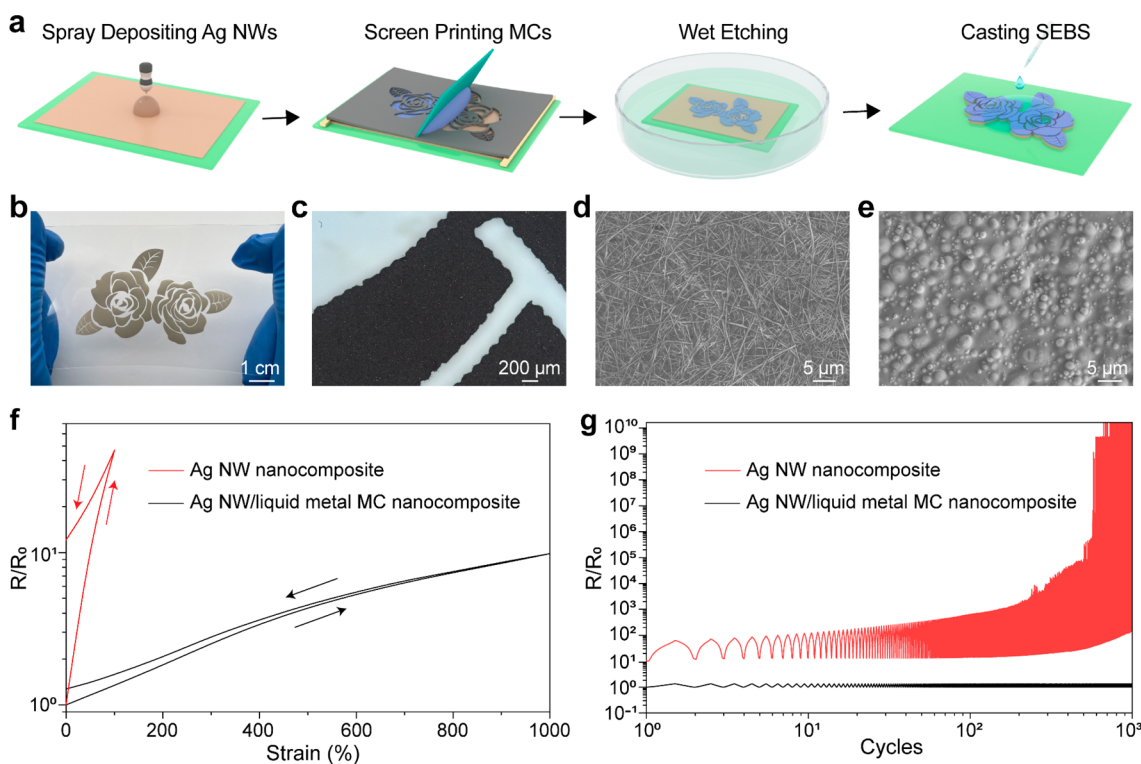 a
Spray Depositing Ag NWs
Screen Printing MCs
Wet Etching
Casting SEBS
b
1 cm
c
200 μm
d
5 μm
e
5 μm
f
Ag NW nanocomposite
Ag NW/liquid metal MC nanocomposite
R/R₀
10¹
10⁰
0
200
400
600
800
1000
Strain (%)
g
10¹⁰
10⁹
10⁸
10⁷
10⁶
10⁵
10⁴
10³
10²
10¹
10⁰
10⁻¹
R/R₀
Ag NW nanocomposite
Ag NW/liquid metal MC nanocomposite
10⁰
10¹
10²
10³
Cycles